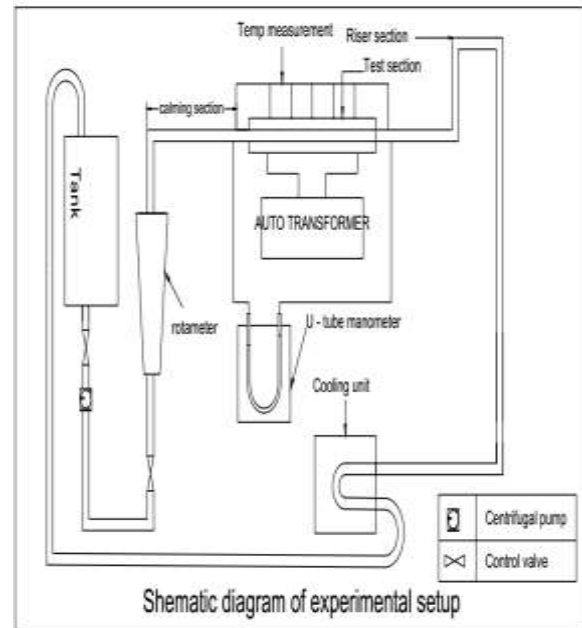 Temp measurement
Riser section
Test section
calming section
Tank
AUTO TRANSFORMER
rotameter
U - tube manometer
Cooling unit
Centrifugal pump
Control valve
Shematic diagram of experimental setup